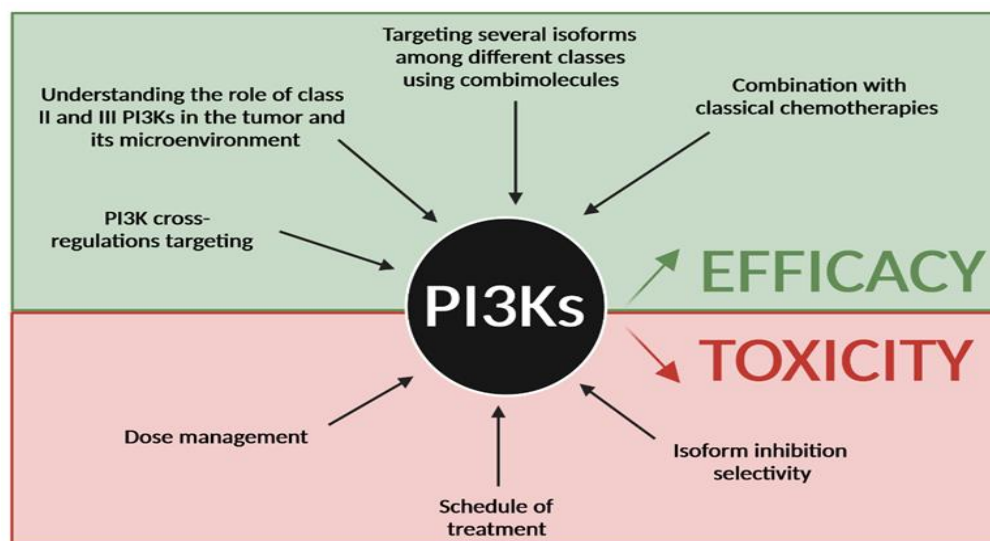 Targeting several isoforms
among different classes
using combimolecules
Understanding the role of class
II and III PI3Ks in the tumor and
its microenvironment
Combination with
classical chemotherapies
PI3K cross-
regulations targeting
EFFICACY
PI3Ks
TOXICITY
Dose management
Isoform inhibition
selectivity
Schedule of
treatment